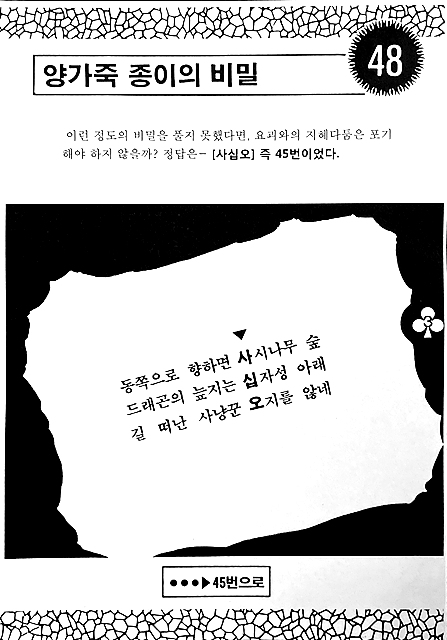 양가죽 종이의 비밀
48
이런 정도의 비밀을 풀지 못했다면, 요괴와의 지혜다툼은 포기
해야 하지 않을까? 정답은– [사십오] 즉 45번이었다.
▼
동쪽으로 향하면 사시나무 숲
드래곤의 늪지는 십자성 아래
길 떠난 사냥꾼 오지를 않네
3
●●●▶45번으로